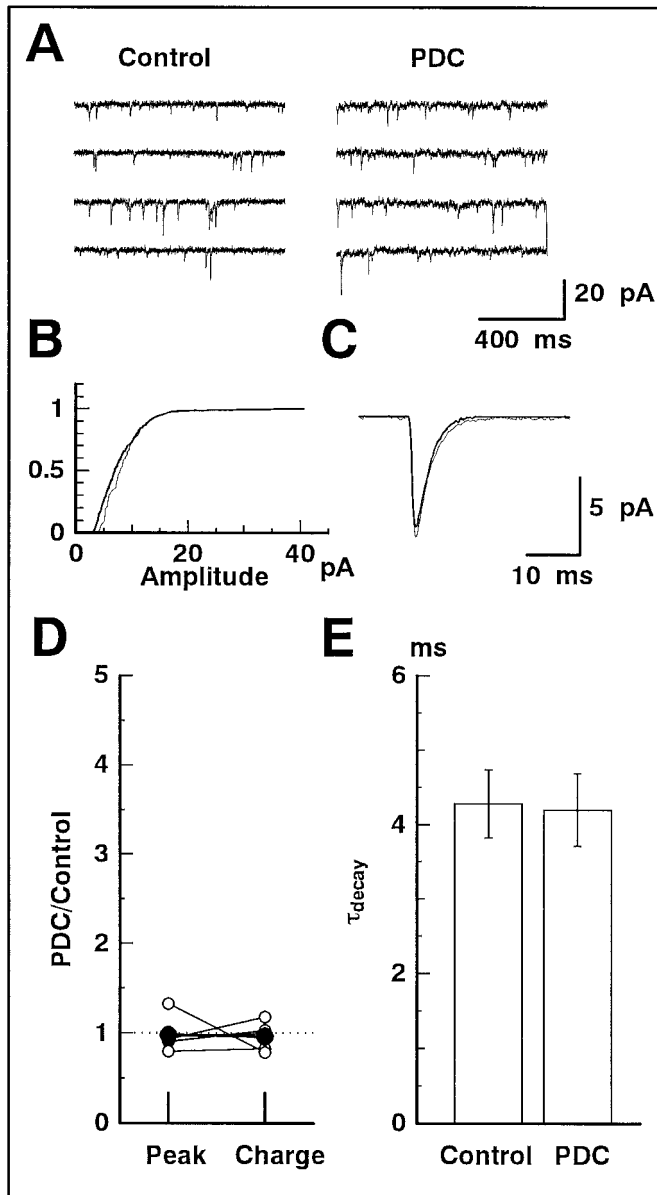 A
Control
PDC
20 pA
400 ms
B
C
1
0.5
0
0
20
40
pA
Amplitude
5 pA
10 ms
D
E
ms
5
4
3
2
1
0
PDC/Control
Peak
Charge
6
4
2
0
τdecay
Control
PDC